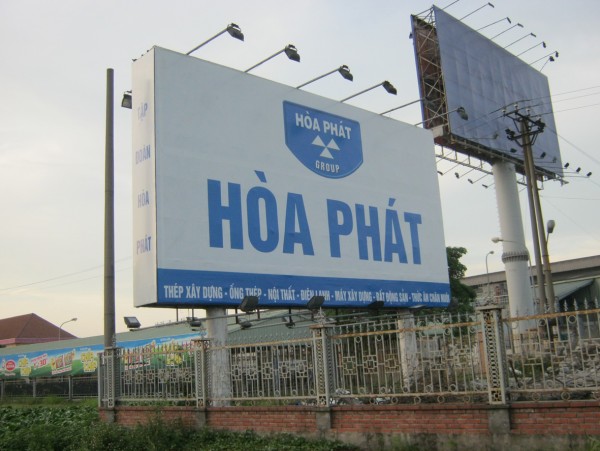 HÒA PHÁT
GROUP
HÒA PHÁT
THÉP XÂY DỰNG - ỐNG THÉP - NỘI THẤT - ĐIỆN LẠNH - MÁY XÂY DỰNG - BẤT ĐỘNG SẢN - THỨC ĂN CHĂN NUÔI
TẬP
ĐOÀN
HÒA
PHÁT